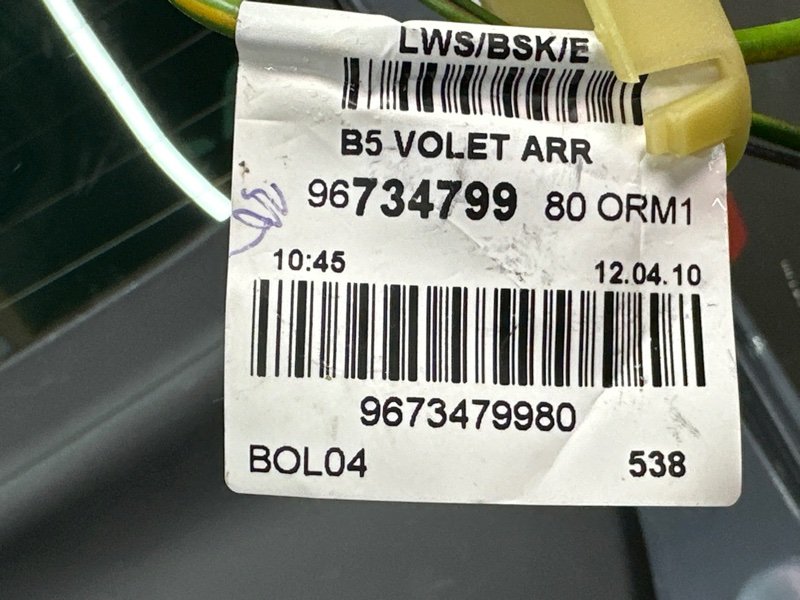 LWS/BSK/E
B5 VOLET ARR
96734799 80 ORM1
10:45 12.04.10
9673479980
BOL04 538